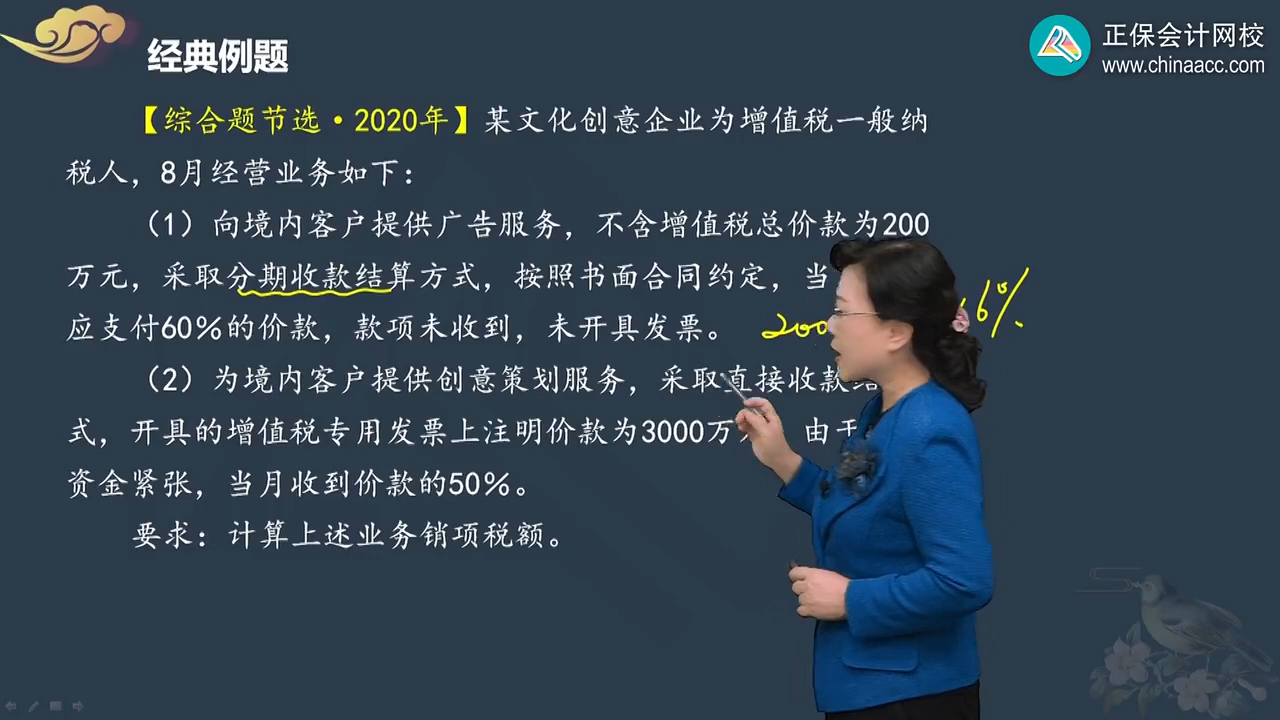 正保会计网校
www.chinaacc.com
经典例题
【综合题节选·2020年】某文化创意企业为增值税一般纳
税人，8月经营业务如下：
（1）向境内客户提供广告服务，不含增值税总价款为200
万元，采取分期收款结算方式，按照书面合同约定，当
应支付60%的价款，款项未收到，未开具发票。
200 6%
（2）为境内客户提供创意策划服务，采取直接收款结
式，开具的增值税专用发票上注明价款为3000万 由于
资金紧张，当月收到价款的50%。
要求：计算上述业务销项税额。